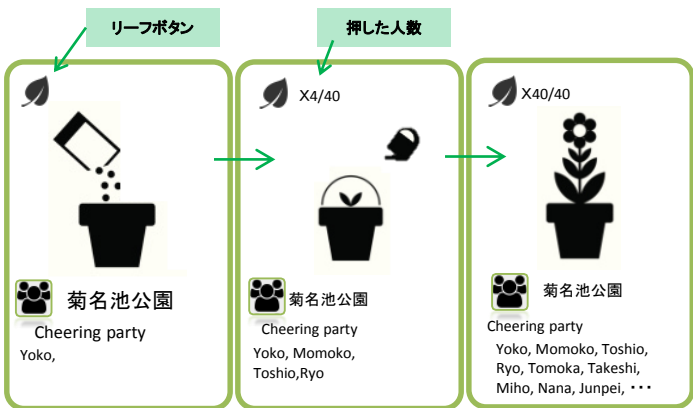 リーフボタン
押した人数
菊名池公園
Cheering party
Yoko,
X4/40
菊名池公園
Cheering party
Yoko, Momoko,
Toshio,Ryo
X40/40
菊名池公園
Cheering party
Yoko, Momoko, Toshio,
Ryo, Tomoka, Takeshi,
Miho, Nana, Junpei, ・・・